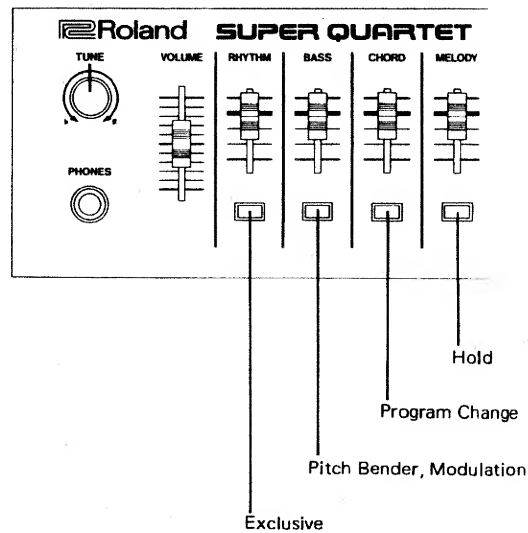 Roland SUPER QUARTET
TUNE VOLUME RHYTHM BASS CHORD MELODY
PHONES
Hold
Program Change
Pitch Bender, Modulation
Exclusive